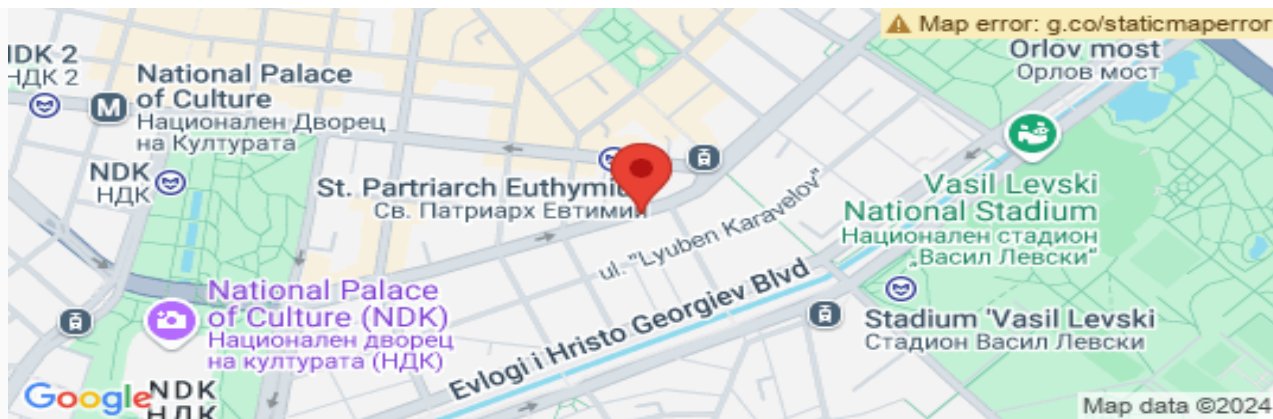 Map error: g.co/staticmaperror
NDK 2
НДК 2
National Palace
of Culture
Национален Дворец
на Културата
M
Orlov most
Орлов мост
NDK
НДК
St. Partriarch Euthymiu
Св. Патриарх Евтимий
ul. "Lyuben Karavelov"
Vasil Levski
National Stadium
Национален стадион
„Васил Левски"
National Palace
of Culture (NDK)
Национален дворец
на културата (НДК)
Evlogi i Hristo Georgiev Blvd
Stadium 'Vasil Levski
Стадион Васил Левски
Google
NDK
НДК
Map data ©2024